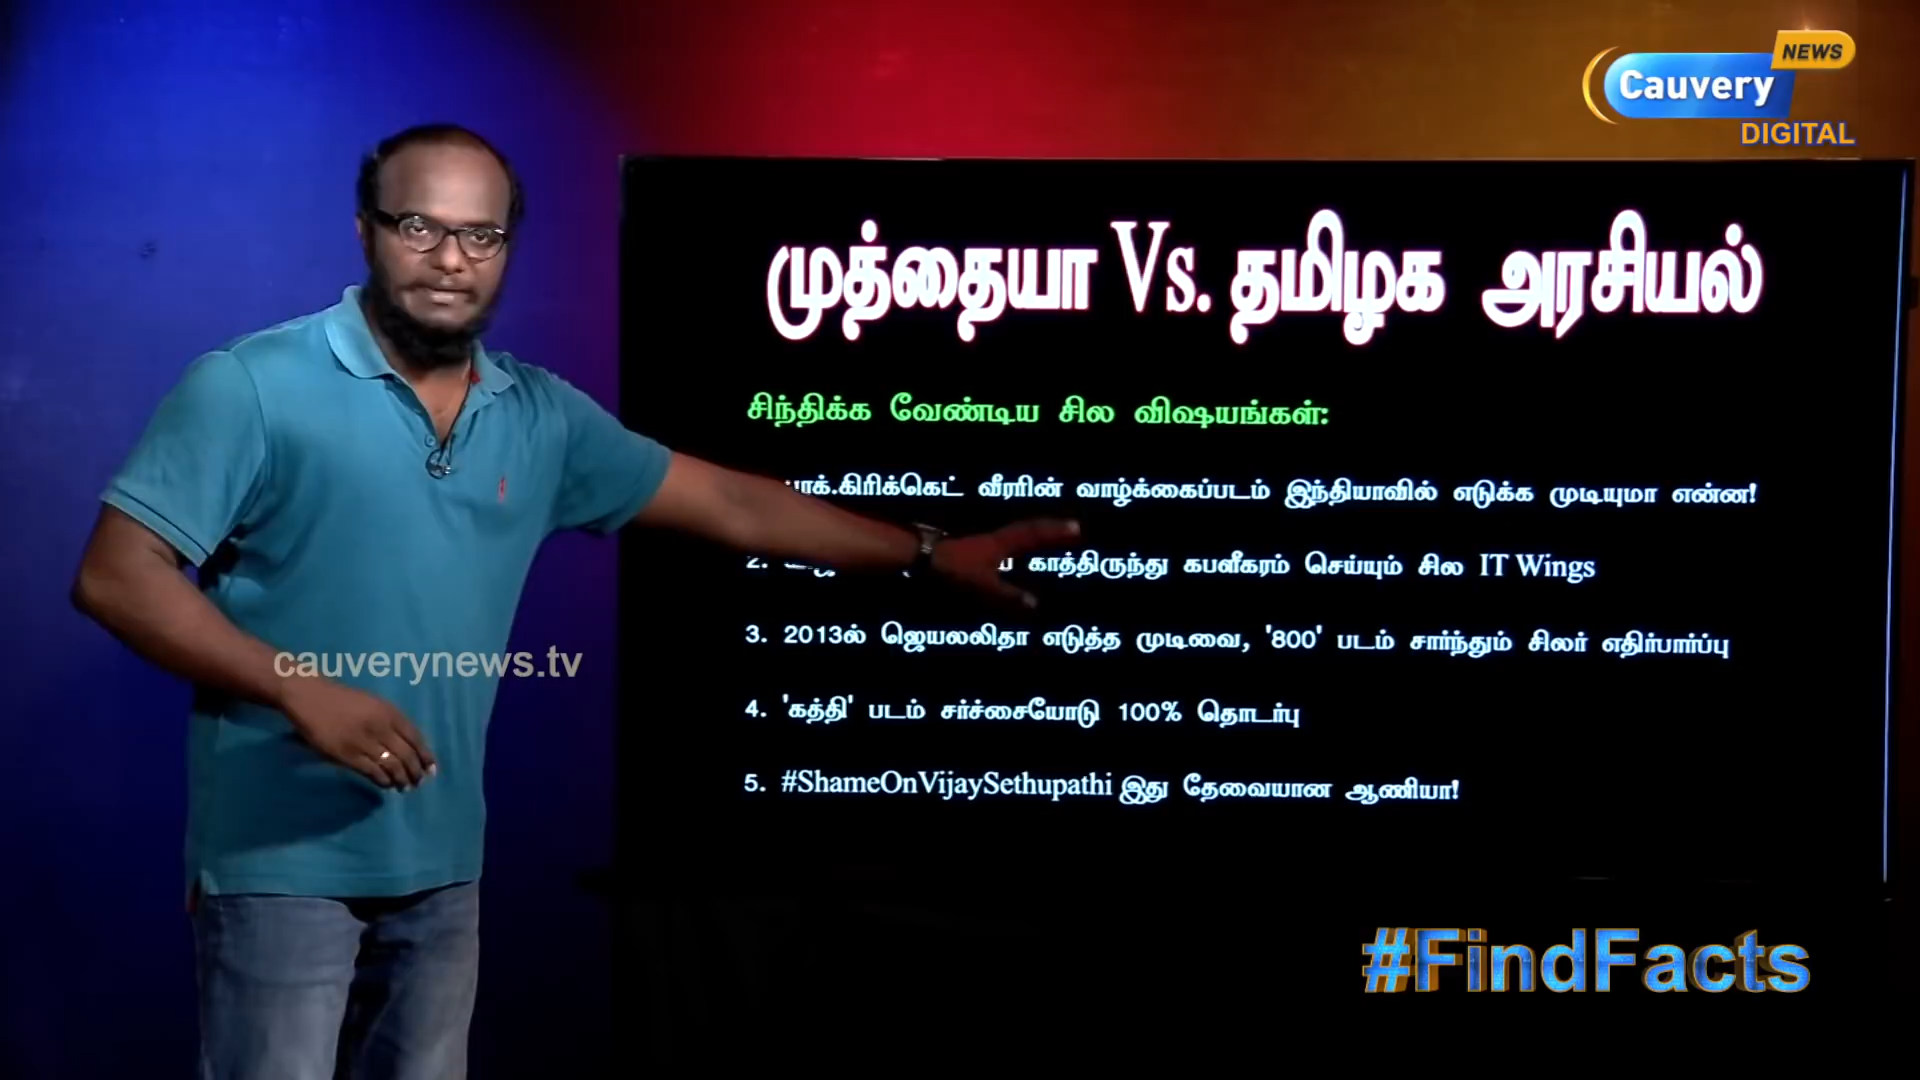 NEWS
Cauvery
DIGITAL
முத்தையா Vs. தமிழக அரசியல்
சிந்திக்க வேண்டிய சில விஷயங்கள்:
கிரிக்கெட் வீரரின் வாழ்க்கைப்படம் இந்தியாவில் எடுக்க முடியுமா என்ன!
2. காத்திருந்து கபளீகரம் செய்யும் சில IT Wings
3. 2013ல் ஜெயலலிதா எடுத்த முடிவை, '800' படம் சார்ந்தும் சிலர் எதிர்பார்ப்பு
cauverynews.tv
4. 'கத்தி' படம் சர்ச்சையோடு 100% தொடர்பு
5. #ShameOnVijaySethupathi இது தேவையான ஆணியா!
#FindFacts